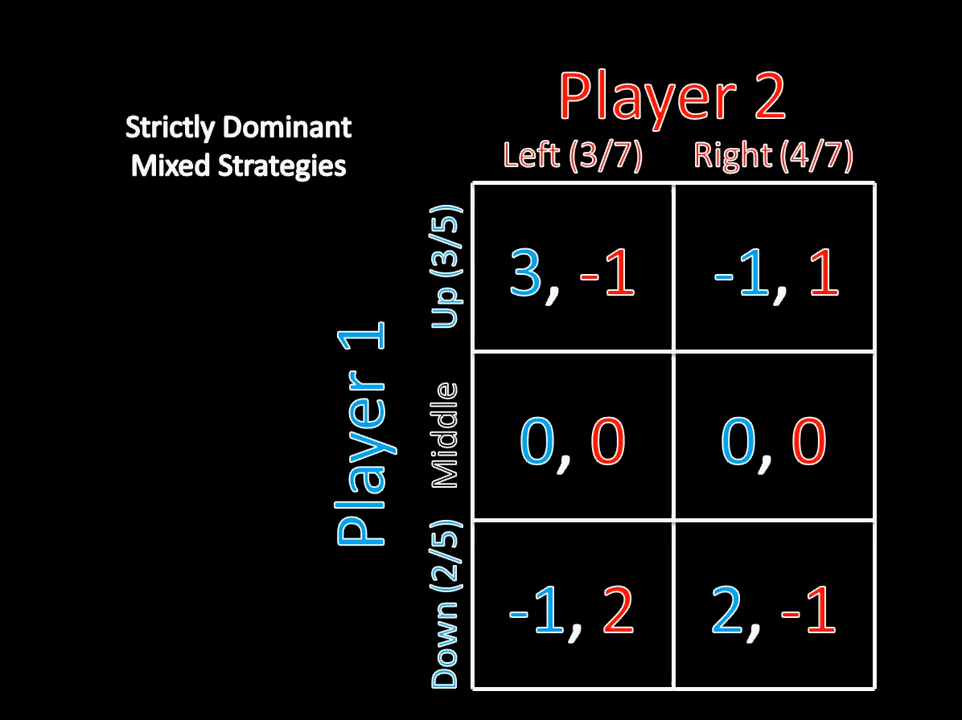 Player 2
Strictly Dominant
Mixed Strategies
Left (3/7) Right (4/7)
Player 1
Up (3/5)
3, -1 -1, 1
Middle
0, 0 0, 0
Down (2/5)
-1, 2 2, -1